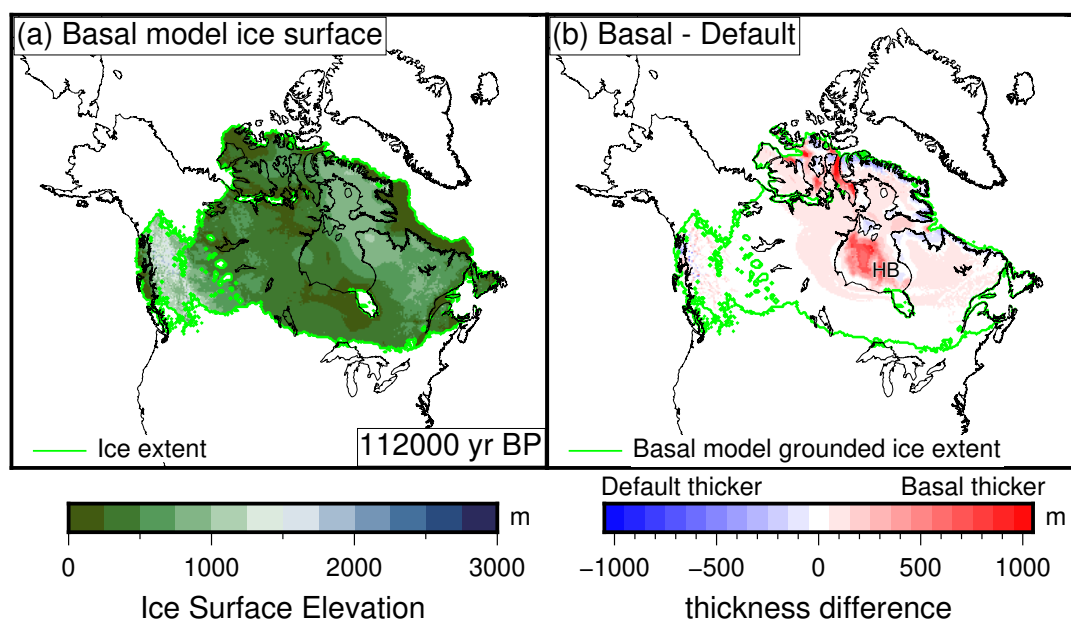 (a) Basal model ice surface
(b) Basal - Default
HB
Ice extent
112000 yr BP
Basal model grounded ice extent
Default thicker
Basal thicker
m
m
0
1000
2000
3000
−1000
−500
0
500
1000
Ice Surface Elevation
thickness difference